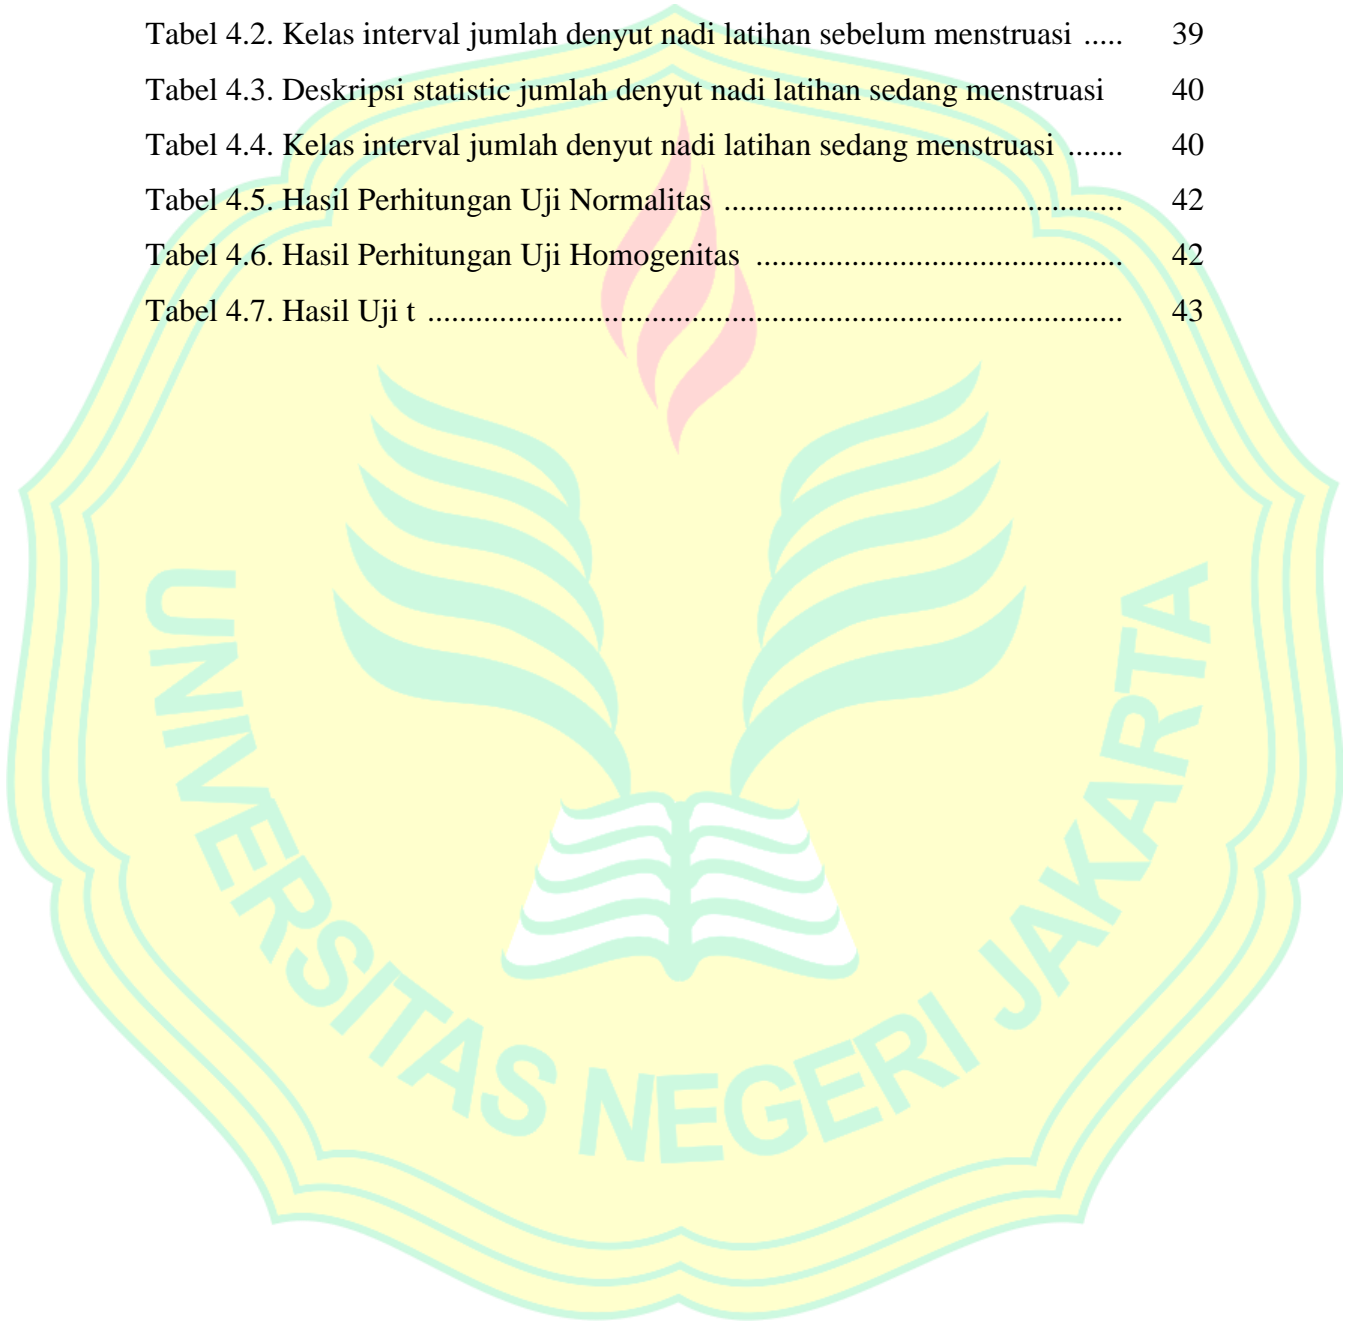 Tabel 4.2. Kelas interval jumlah denyut nadi latihan sebelum menstruasi ..... 39
Tabel 4.3. Deskripsi statistic jumlah denyut nadi latihan sedang menstruasi 40
Tabel 4.4. Kelas interval jumlah denyut nadi latihan sedang menstruasi ....... 40
Tabel 4.5. Hasil Perhitungan Uji Normalitas .................................................. 42
Tabel 4.6. Hasil Perhitungan Uji Homogenitas .............................................. 42
Tabel 4.7. Hasil Uji t ....................................................................................... 43
UNIVERSITAS NEGERI JAKARTA